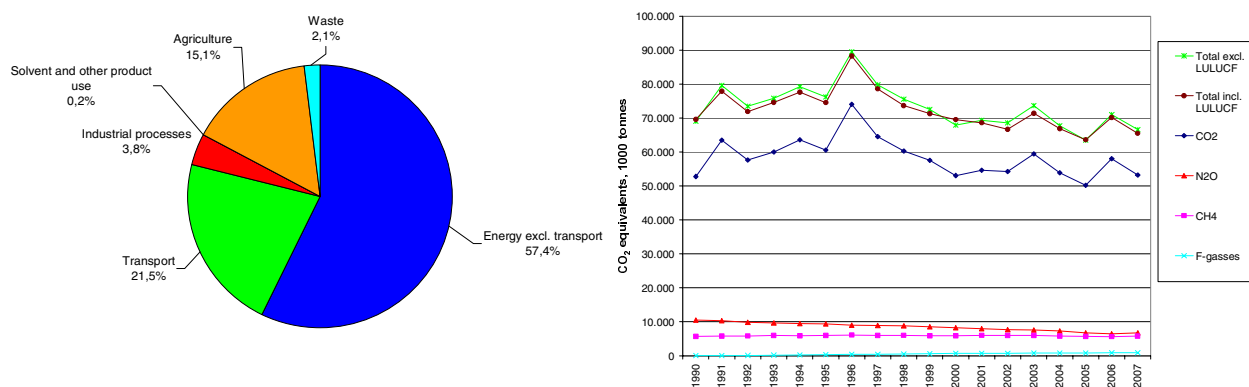 Waste
2,1%
Agriculture
15,1%
Solvent and other product
use
0,2%
Industrial processes
3,8%
Transport
21,5%
Energy excl. transport
57,4%
CO2 equivalents, 1000 tonnes
100.000
90.000
80.000
70.000
60.000
50.000
40.000
30.000
20.000
10.000
0
1990
1991
1992
1993
1994
1995
1996
1997
1998
1999
2000
2001
2002
2003
2004
2005
2006
2007
Total excl.
LULUCF
Total incl.
LULUCF
CO2
N2O
CH4
F-gasses